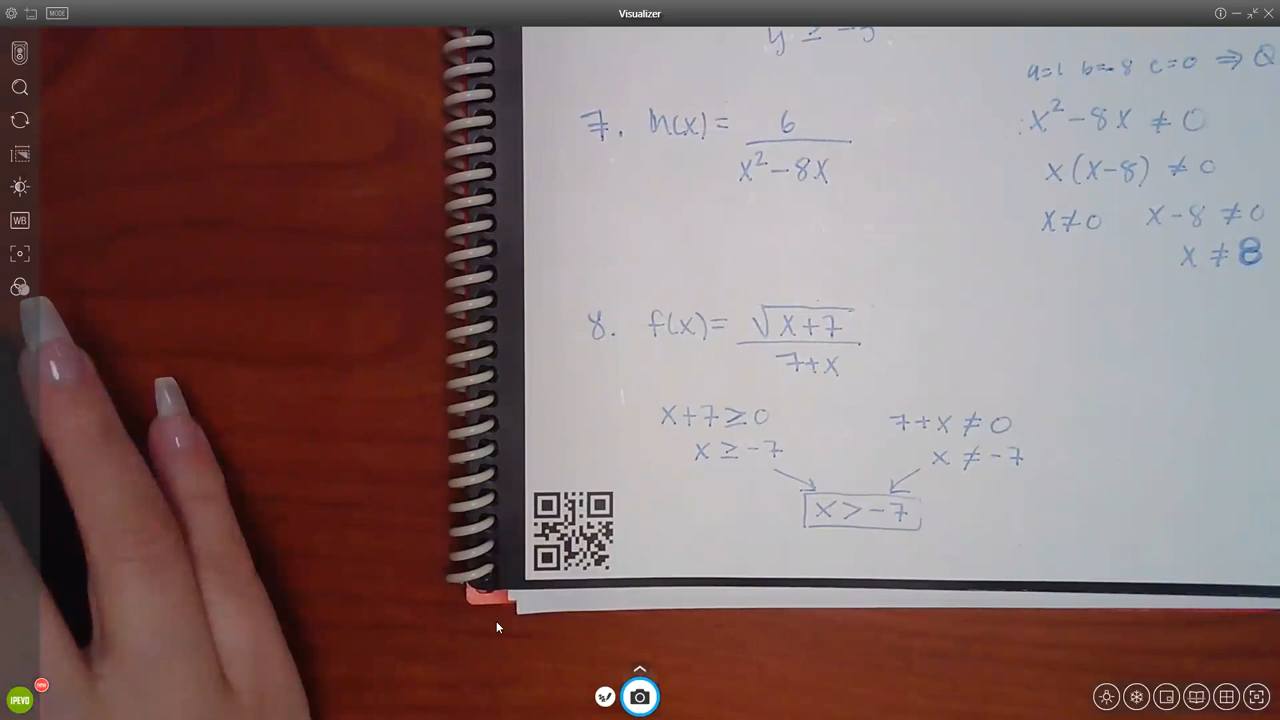 MODE
Visualizer
WB
a=1 b=-8 c=0 ⇒ Q
7. h(x)= 6
x² - 8x
x² - 8x ≠ 0
x(x-8) ≠ 0
x ≠ 0 x - 8 ≠ 0
x ≠ 8
8. f(x)= √x+7
7+x
x+7 ≥ 0 7+x ≠ 0
x ≥ -7 x ≠ -7
x > -7
IPEVO
new